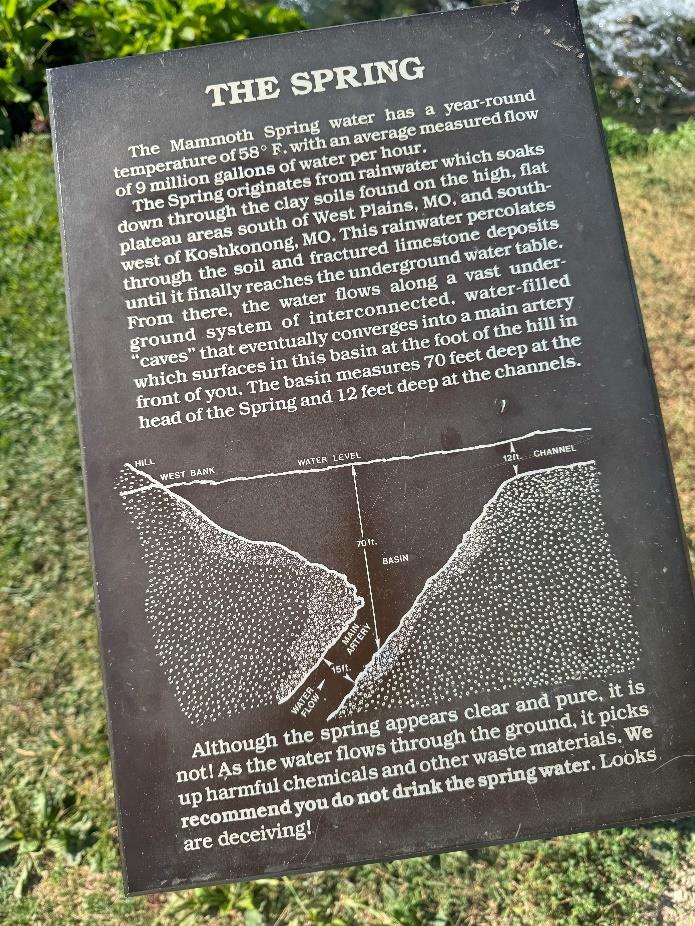 THE SPRING
The Mammoth Spring water has a year-round
temperature of 58° F. with an average measured flow
of 9 million gallons of water per hour.
The Spring originates from rainwater which soaks
down through the clay soils found on the high, flat
plateau areas south of West Plains, MO, and south-
west of Koshkonong, MO. This rainwater percolates
through the soil and fractured limestone deposits
until it finally reaches the underground water table.
From there, the water flows along a vast under-
ground system of interconnected, water-filled
“caves” that eventually converges into a main artery
which surfaces in this basin at the foot of the hill in
front of you. The basin measures 70 feet deep at the
head of the Spring and 12 feet deep at the channels.
HILL
WEST BANK
WATER LEVEL
12ft.
CHANNEL
70ft.
BASIN
MAIN
ARTERY
15ft.
WATER
FLOW
Although the spring appears clear and pure, it is
not! As the water flows through the ground, it picks
up harmful chemicals and other waste materials. We
recommend you do not drink the spring water. Looks
are deceiving!